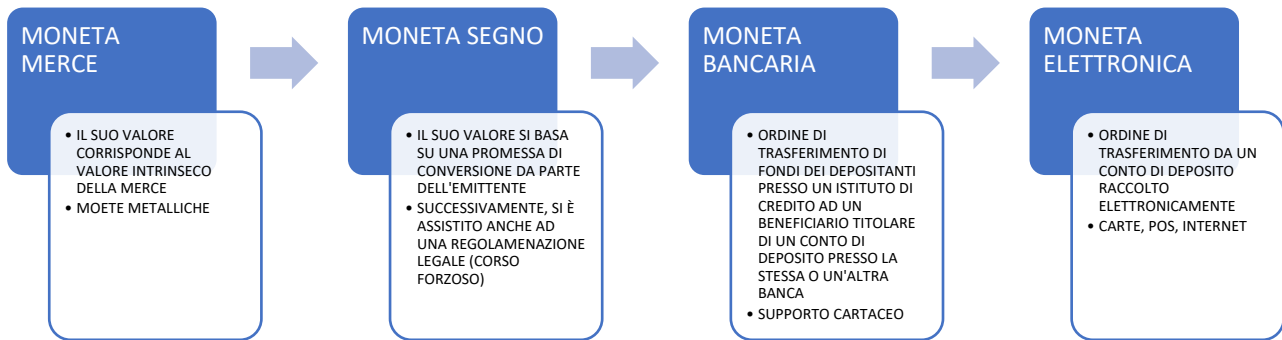 MONETA
MERCE
• IL SUO VALORE
CORRISPONDE AL
VALORE INTRINSECO
DELLA MERCE
• MOETE METALLICHE
MONETA SEGNO
• IL SUO VALORE SI BASA
SU UNA PROMESSA DI
CONVERSIONE DA PARTE
DELL'EMITTENTE
• SUCCESSIVAMENTE, SI È
ASSISTITO ANCHE AD
UNA REGOLAMENAZIONE
LEGALE (CORSO
FORZOSO)
MONETA
BANCARIA
• ORDINE DI
TRASFERIMENTO DI
FONDI DEI DEPOSITANTI
PRESSO UN ISTITUTO DI
CREDITO AD UN
BENEFICIARIO TITOLARE
DI UN CONTO DI
DEPOSITO PRESSO LA
STESSA O UN'ALTRA
BANCA
• SUPPORTO CARTACEO
MONETA
ELETTRONICA
• ORDINE DI
TRASFERIMENTO DA UN
CONTO DI DEPOSITO
RACCOLTO
ELETTRONICAMENTE
• CARTE, POS, INTERNET